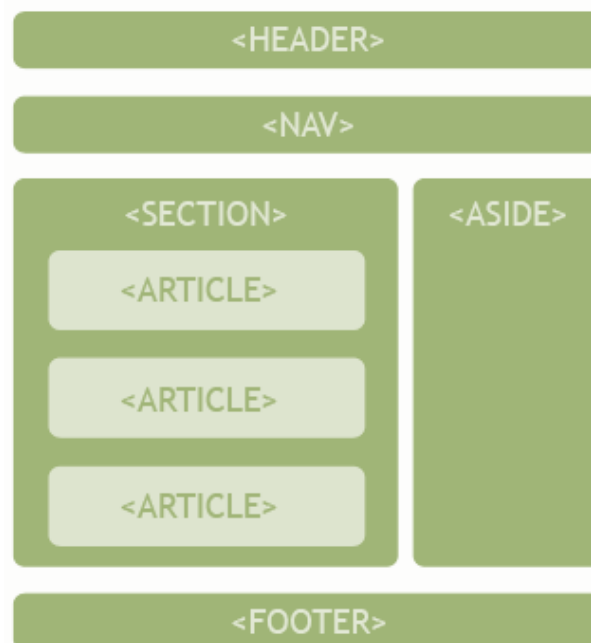 <HEADER>
<NAV>
<SECTION>
<ARTICLE>
<ARTICLE>
<ARTICLE>
<ASIDE>
<FOOTER>